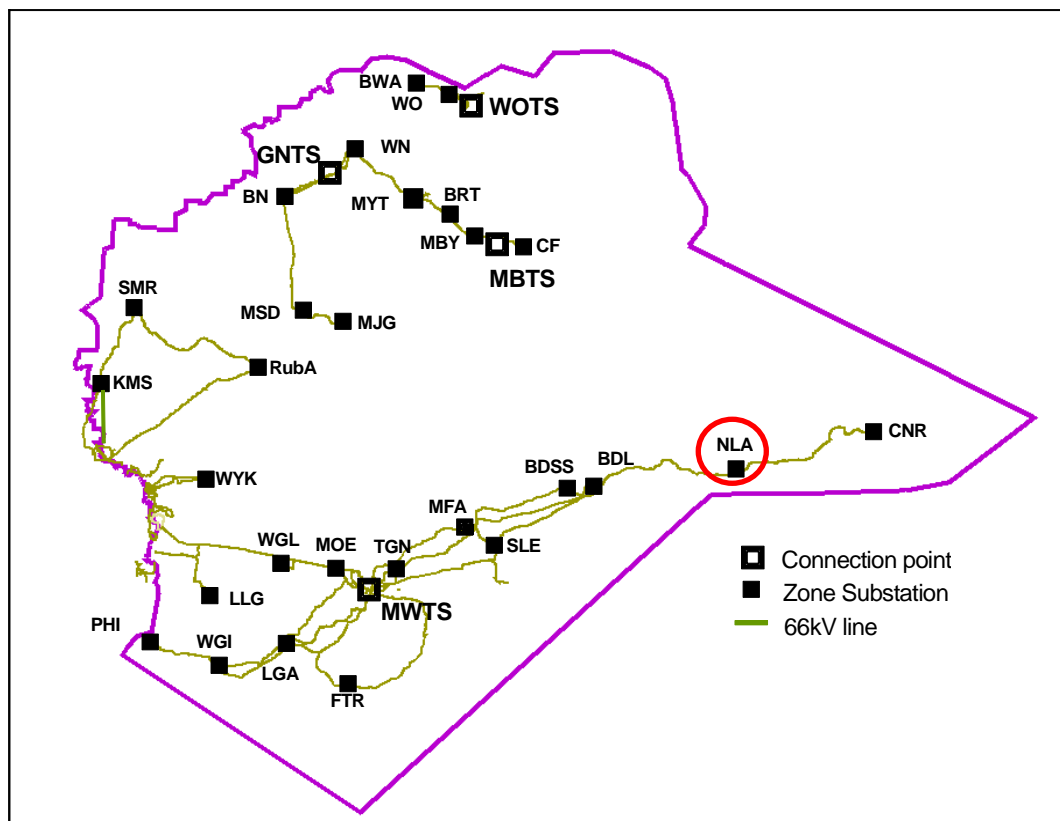 BWA
WO
WOTS
WN
GNTS
BN
MYT
BRT
MBY
CF
MBTS
SMR
MSD
MJG
RubA
KMS
NLA
CNR
BDSS
BDL
WYK
MFA
WGL
MOE
TGN
SLE
Connection point
LLG
MWTS
Zone Substation
PHI
WGI
LGA
66kV line
FTR